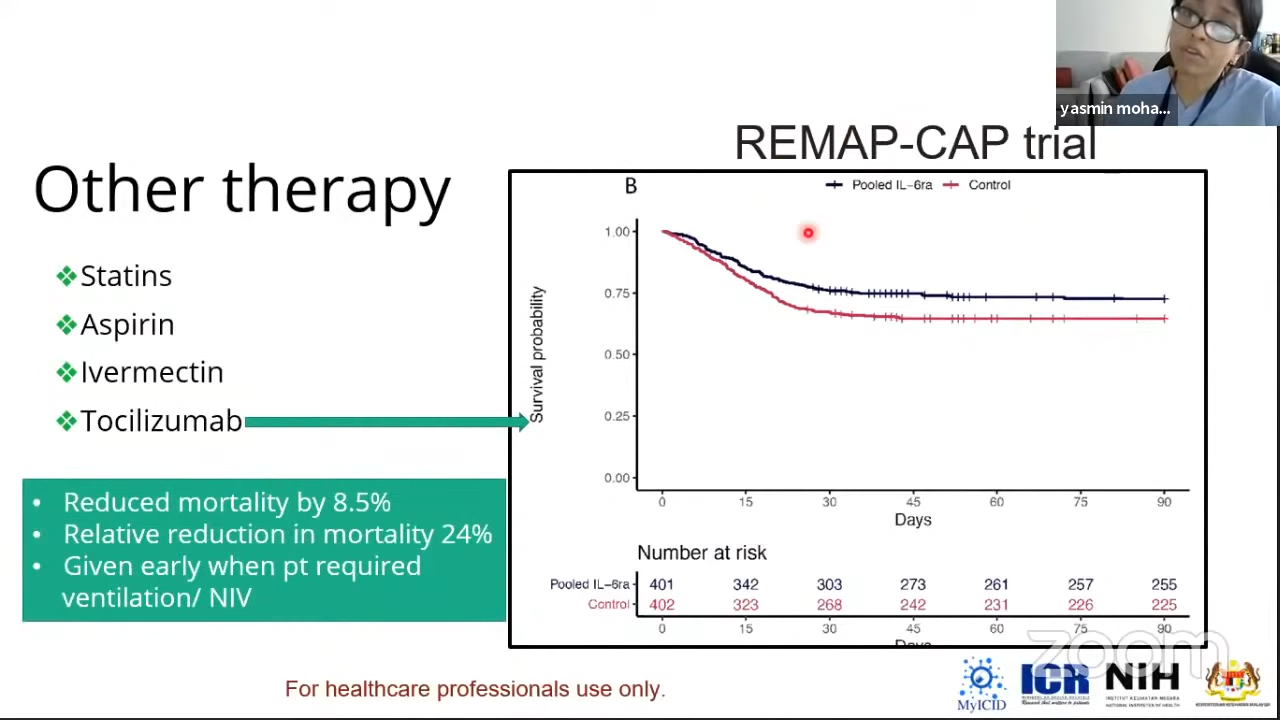 yasmin moha...
REMAP-CAP trial
Other therapy
Statins
Aspirin
Ivermectin
Tocilizumab
• Reduced mortality by 8.5%
• Relative reduction in mortality 24%
• Given early when pt required
ventilation/ NIV
B
Pooled IL-6ra Control
Survival probability
1.00
0.75
0.50
0.25
0.00
0 15 30 45 60 75 90
Days
Number at risk
Pooled IL-6ra 401 342 303 273 261 257 255
Control 402 323 268 242 231 226 225
0 15 30 45 60 75 90
Days
zoom
For healthcare professionals use only.
MyICID
ICR
NIH